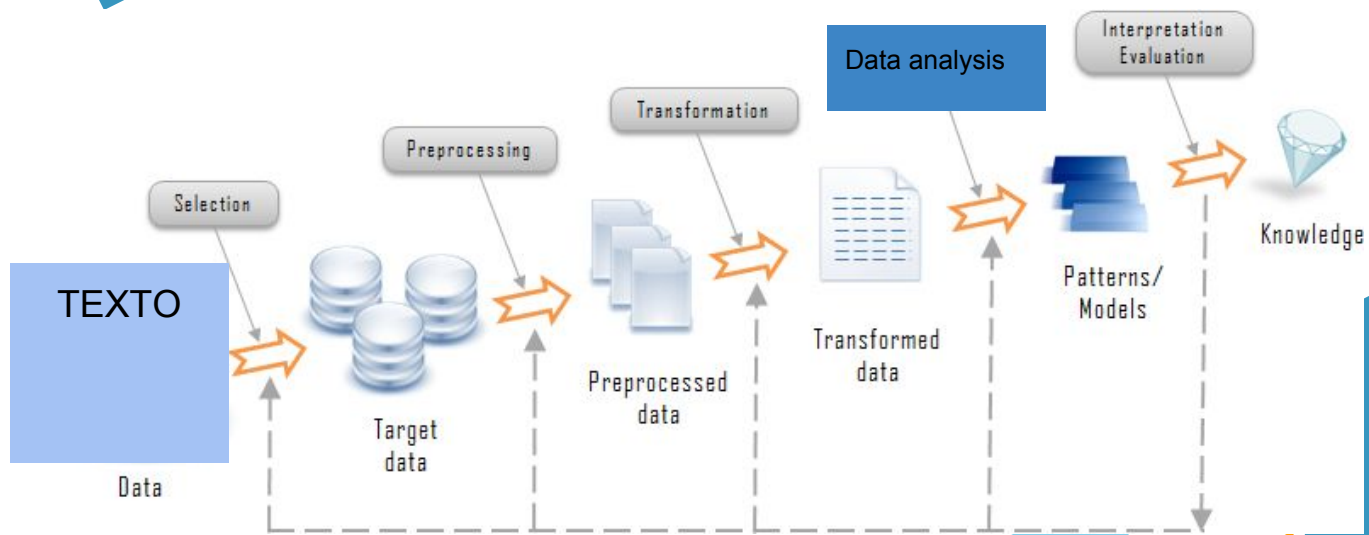 Interpretation
Evaluation
Data analysis
Transformation
Preprocessing
Selection
TEXTO
Knowledge
Patterns/
Models
Transformed
data
Preprocessed
data
Target
data
Data